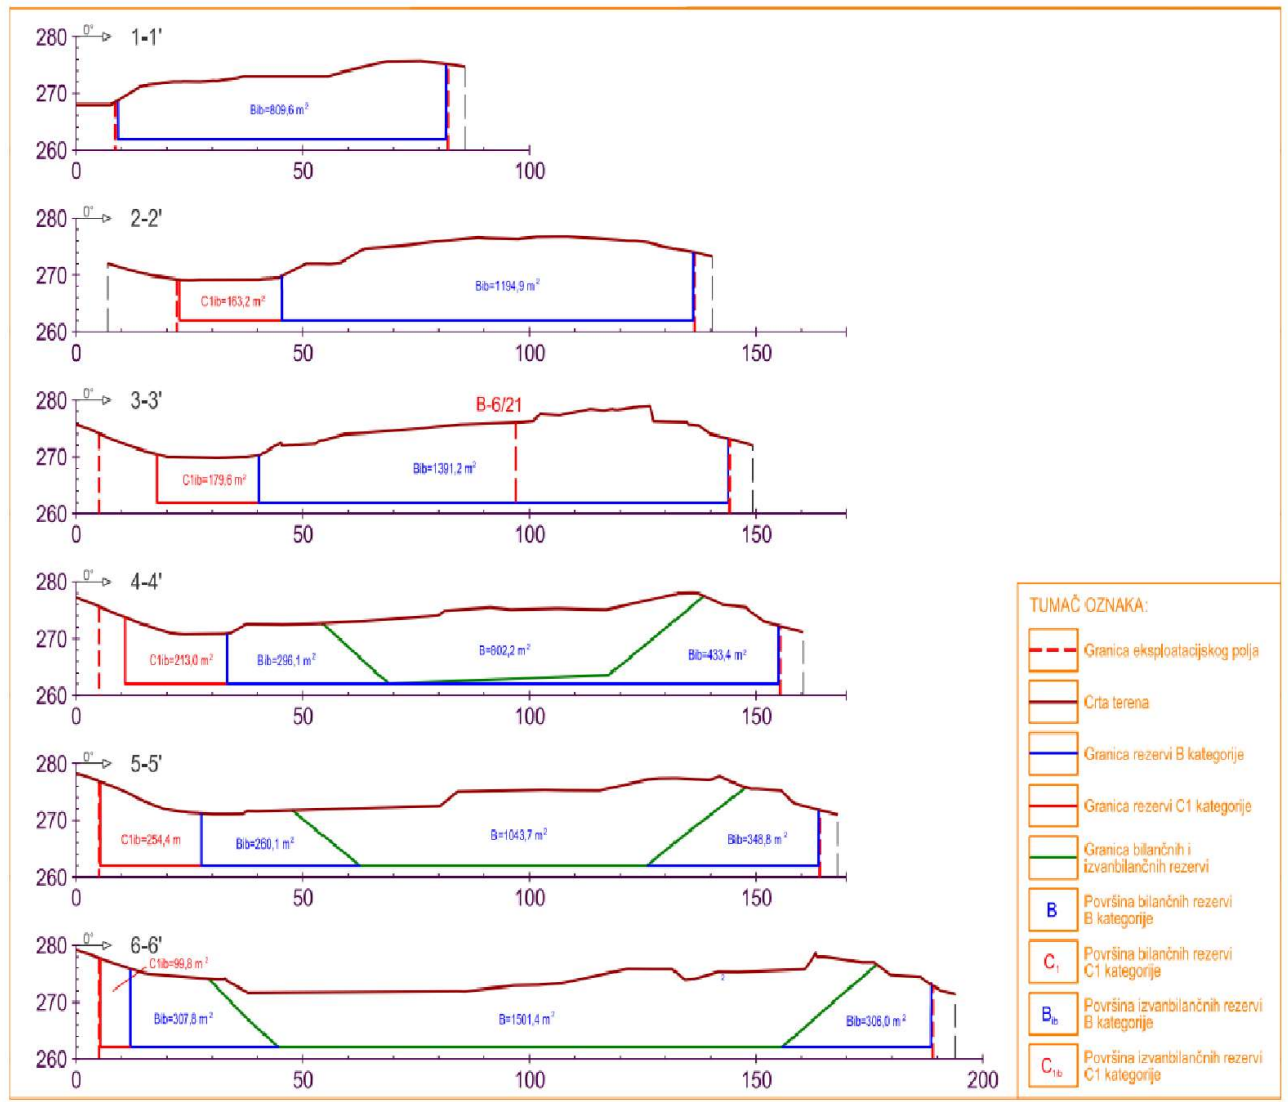 280 0° 1-1'
270
Bib=809,6 m²
260
0 50 100
280 0° 2-2'
270
C1ib=163,2 m² Bib=1194,9 m²
260
0 50 100 150
280 0° 3-3' B-6/21
270
C1ib=179,6 m² Bib=1391,2 m²
260
0 50 100 150
280 0° 4-4'
270
C1ib=213,0 m² Bib=296,1 m² B=802,2 m² Bib=433,4 m²
260
0 50 100 150
280 0° 5-5'
270
C1ib=254,4 m Bib=260,1 m² B=1043,7 m² Bib=348,8 m²
260
0 50 100 150
280 0° 6-6'
C1ib=99,8 m²
2
270
Bib=307,8 m² B=1501,4 m² Bib=306,0 m²
260
0 50 100 150 200
TUMAČ OZNAKA:
Granica eksploatacijskog polja
Crta terena
Granica rezervi B kategorije
Granica rezervi C1 kategorije
Granica bilančnih i
izvanbilančnih rezervi
B Površina bilančnih rezervi
B kategorije
C₁ Površina bilančnih rezervi
C1 kategorije
Bib Površina izvanbilančnih rezervi
B kategorije
C1ib Površina izvanbilančnih rezervi
C1 kategorije